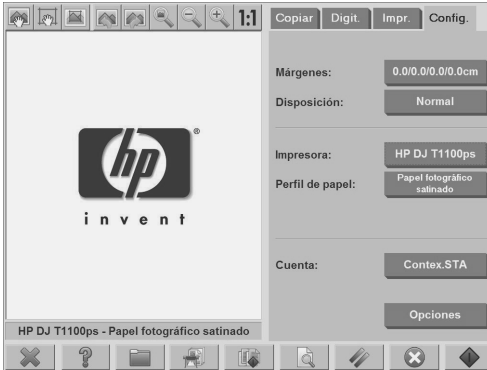 1:1
Copiar
Digit.
Impr.
Config.
Márgenes:
0.0/0.0/0.0/0.0cm
Disposición:
Normal
hp
®
invent
Impresora:
HP DJ T1100ps
Perfil de papel:
Papel fotográfico
satinado
Cuenta:
Contex.STA
Opciones
HP DJ T1100ps - Papel fotográfico satinado
?